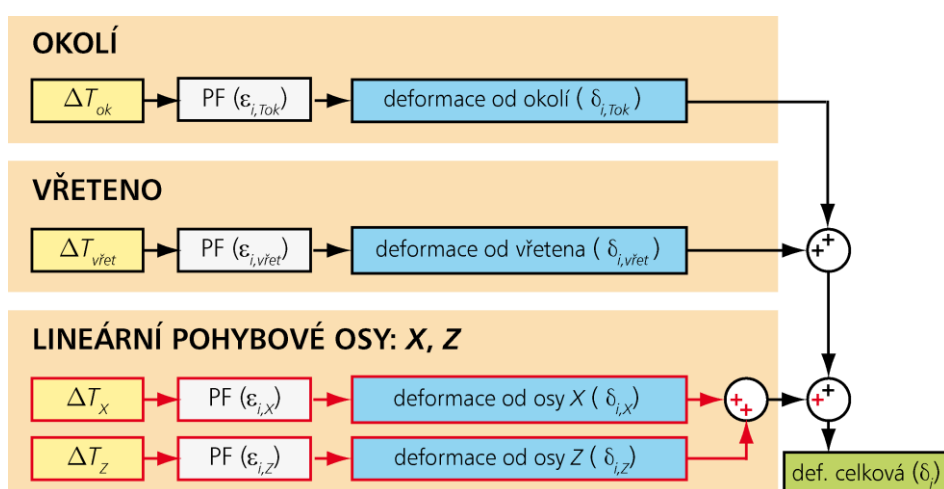 OKOLÍ
ΔT_ok PF (ε_i,Tok) deformace od okolí ( δ_i,Tok)
VŘETENO
ΔT_vřet PF (ε_i,vřet) deformace od vřetena ( δ_i,vřet)
+ +
LINEÁRNÍ POHYBOVÉ OSY: X, Z
ΔT_X PF (ε_i,X) deformace od osy X ( δ_i,X)
+ + + +
ΔT_Z PF (ε_i,Z) deformace od osy Z ( δ_i,Z)
def. celková (δ_i)